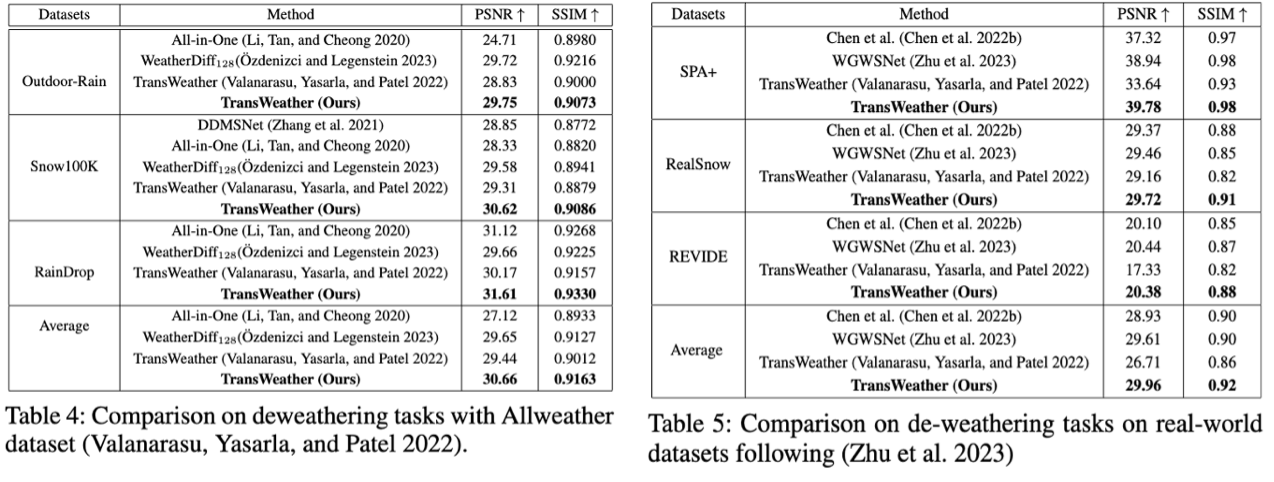 Datasets Method PSNR ↑ SSIM ↑
Outdoor-Rain
All-in-One (Li, Tan, and Cheong 2020) 24.71 0.8980
WeatherDiff128(Özdenizci and Legenstein 2023) 29.72 0.9216
TransWeather (Valanarasu, Yasarla, and Patel 2022) 28.83 0.9000
TransWeather (Ours) 29.75 0.9073
Snow100K
DDMSNet (Zhang et al. 2021) 28.85 0.8772
All-in-One (Li, Tan, and Cheong 2020) 28.33 0.8820
WeatherDiff128(Özdenizci and Legenstein 2023) 29.58 0.8941
TransWeather (Valanarasu, Yasarla, and Patel 2022) 29.31 0.8879
TransWeather (Ours) 30.62 0.9086
RainDrop
All-in-One (Li, Tan, and Cheong 2020) 31.12 0.9268
WeatherDiff128(Özdenizci and Legenstein 2023) 29.66 0.9225
TransWeather (Valanarasu, Yasarla, and Patel 2022) 30.17 0.9157
TransWeather (Ours) 31.61 0.9330
Average
All-in-One (Li, Tan, and Cheong 2020) 27.12 0.8933
WeatherDiff128(Özdenizci and Legenstein 2023) 29.65 0.9127
TransWeather (Valanarasu, Yasarla, and Patel 2022) 29.44 0.9012
TransWeather (Ours) 30.66 0.9163
Table 4: Comparison on deweathering tasks with Allweather
dataset (Valanarasu, Yasarla, and Patel 2022).
Datasets Method PSNR ↑ SSIM ↑
SPA+
Chen et al. (Chen et al. 2022b) 37.32 0.97
WGWSNet (Zhu et al. 2023) 38.94 0.98
TransWeather (Valanarasu, Yasarla, and Patel 2022) 33.64 0.93
TransWeather (Ours) 39.78 0.98
RealSnow
Chen et al. (Chen et al. 2022b) 29.37 0.88
WGWSNet (Zhu et al. 2023) 29.46 0.85
TransWeather (Valanarasu, Yasarla, and Patel 2022) 29.16 0.82
TransWeather (Ours) 29.72 0.91
REVIDE
Chen et al. (Chen et al. 2022b) 20.10 0.85
WGWSNet (Zhu et al. 2023) 20.44 0.87
TransWeather (Valanarasu, Yasarla, and Patel 2022) 17.33 0.82
TransWeather (Ours) 20.38 0.88
Average
Chen et al. (Chen et al. 2022b) 28.93 0.90
WGWSNet (Zhu et al. 2023) 29.61 0.90
TransWeather (Valanarasu, Yasarla, and Patel 2022) 26.71 0.86
TransWeather (Ours) 29.96 0.92
Table 5: Comparison on de-weathering tasks on real-world
datasets following (Zhu et al. 2023)